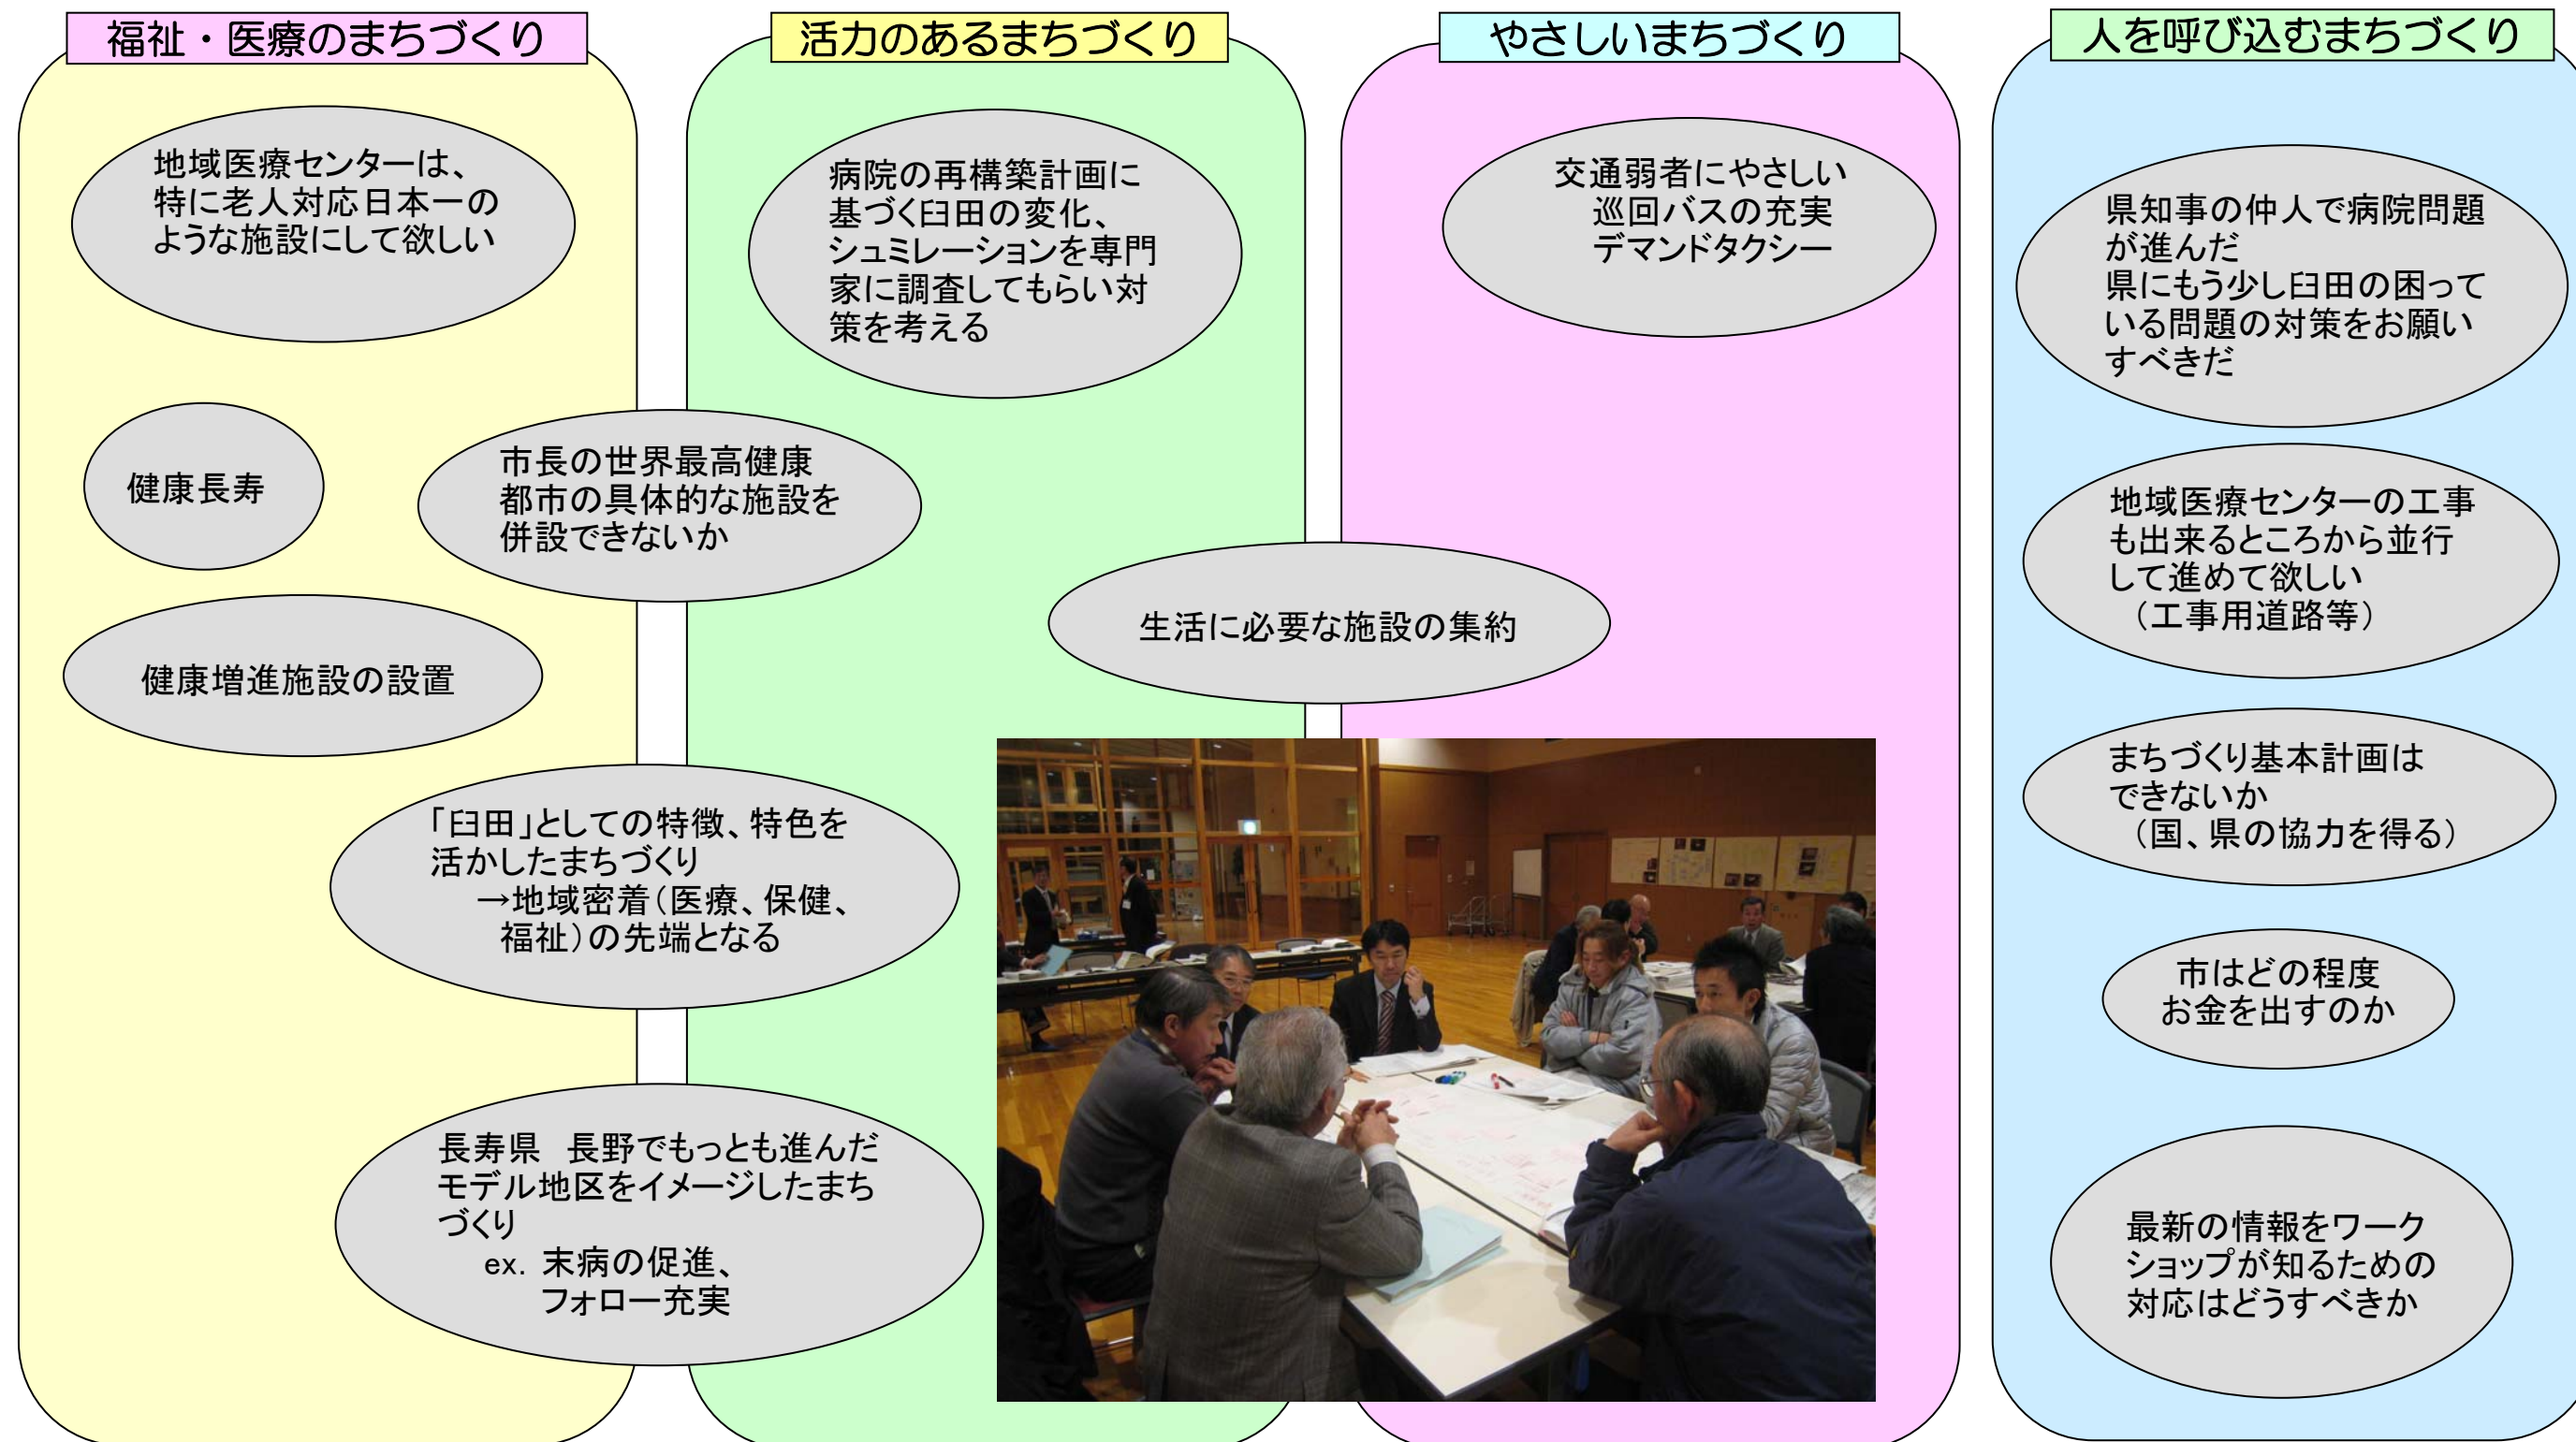 福祉・医療のまちづくり
地域医療センターは、
特に老人対応日本一の
ような施設にして欲しい
健康長寿
健康増進施設の設置
市長の世界最高健康
都市の具体的な施設を
併設できないか
「臼田」としての特徴、特色を
活かしたまちづくり
→地域密着（医療、保健、
福祉）の先端となる
長寿県　長野でもっとも進んだ
モデル地区をイメージしたまち
づくり
ex. 末病の促進、
フォロー充実
活力のあるまちづくり
病院の再構築計画に
基づく臼田の変化、
シュミレーションを専門
家に調査してもらい対
策を考える
生活に必要な施設の集約
やさしいまちづくり
交通弱者にやさしい
巡回バスの充実
デマンドタクシー
人を呼び込むまちづくり
県知事の仲人で病院問題
が進んだ
県にもう少し臼田の困って
いる問題の対策をお願い
すべきだ
地域医療センターの工事
も出来るところから並行
して進めて欲しい
（工事用道路等）
まちづくり基本計画は
できないか
（国、県の協力を得る）
市はどの程度
お金を出すのか
最新の情報をワーク
ショップが知るための
対応はどうすべきか